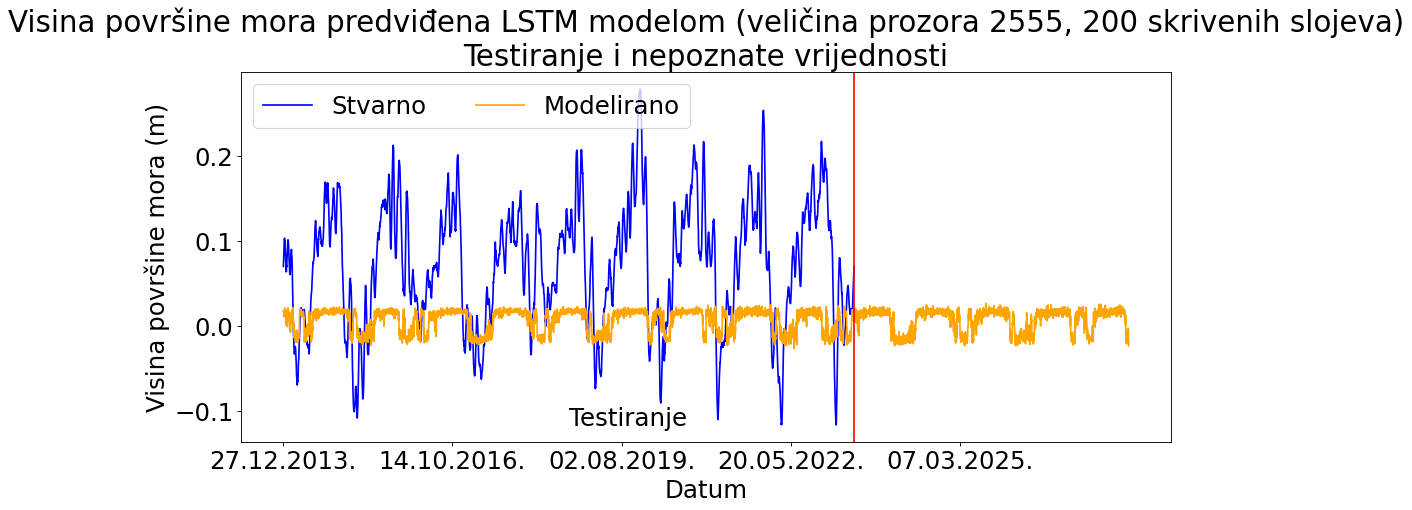 Visina površine mora predviđena LSTM modelom (veličina prozora 2555, 200 skrivenih slojeva)
Testiranje i nepoznate vrijednosti
Stvarno Modelirano
Visina površine mora (m)
0.2
0.1
0.0
−0.1
Testiranje
27.12.2013. 14.10.2016. 02.08.2019. 20.05.2022. 07.03.2025.
Datum